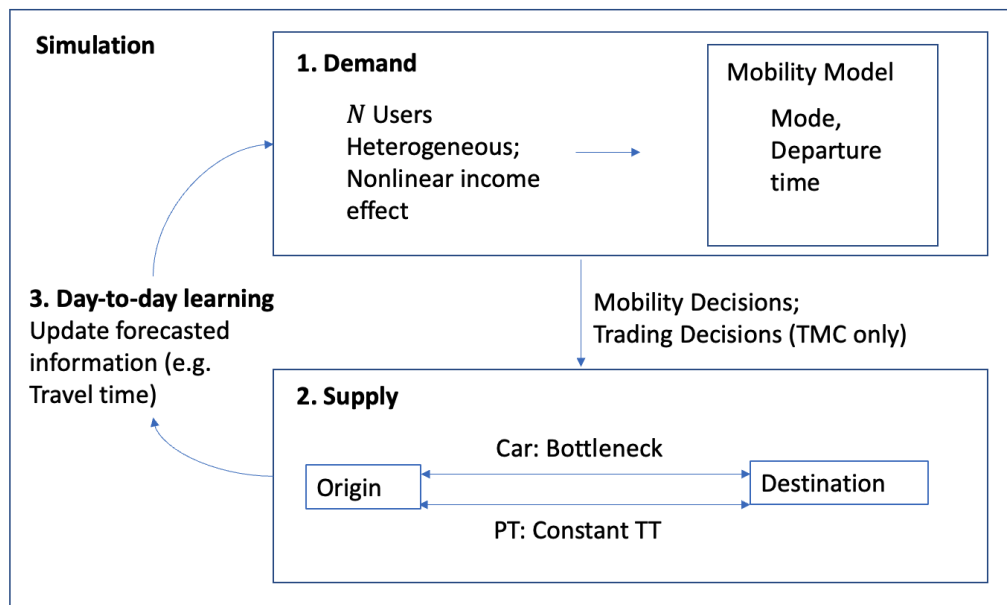 Simulation
1. Demand
N Users
Heterogeneous;
Nonlinear income
effect
Mobility Model
Mode,
Departure
time
3. Day-to-day learning
Update forecasted
information (e.g.
Travel time)
Mobility Decisions;
Trading Decisions (TMC only)
2. Supply
Car: Bottleneck
Origin
Destination
PT: Constant TT